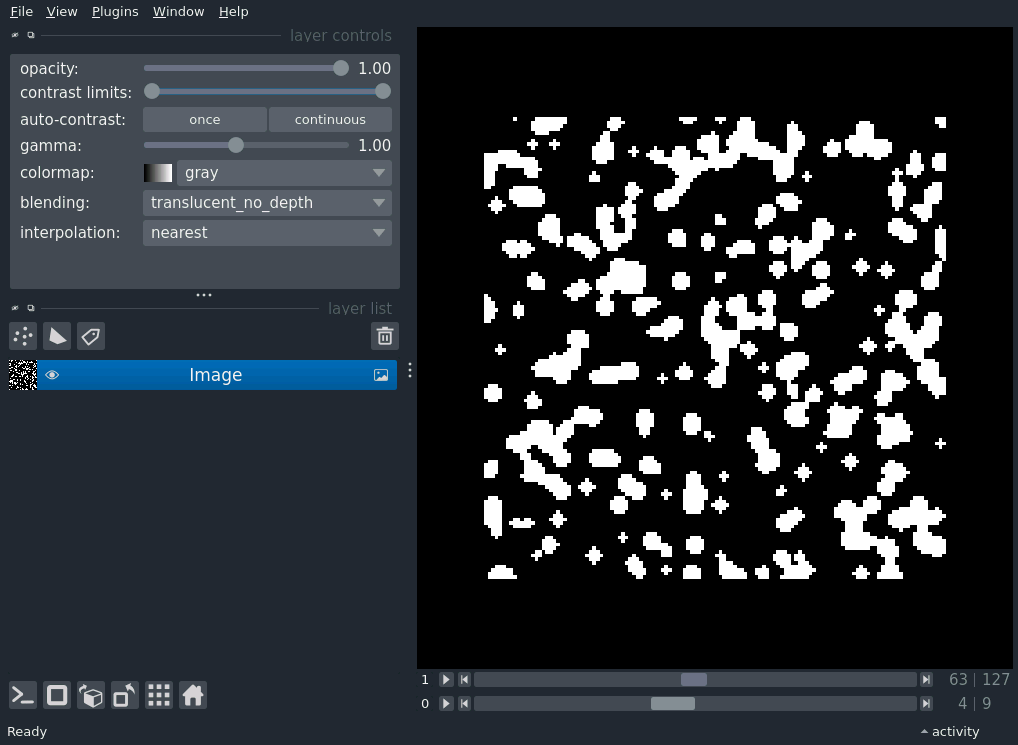 File View Plugins Window Help
layer controls
opacity: 1.00
contrast limits:
auto-contrast: once continuous
gamma: 1.00
colormap: gray
blending: translucent_no_depth
interpolation: nearest
layer list
Image
1 63 | 127
0 4 | 9
Ready activity